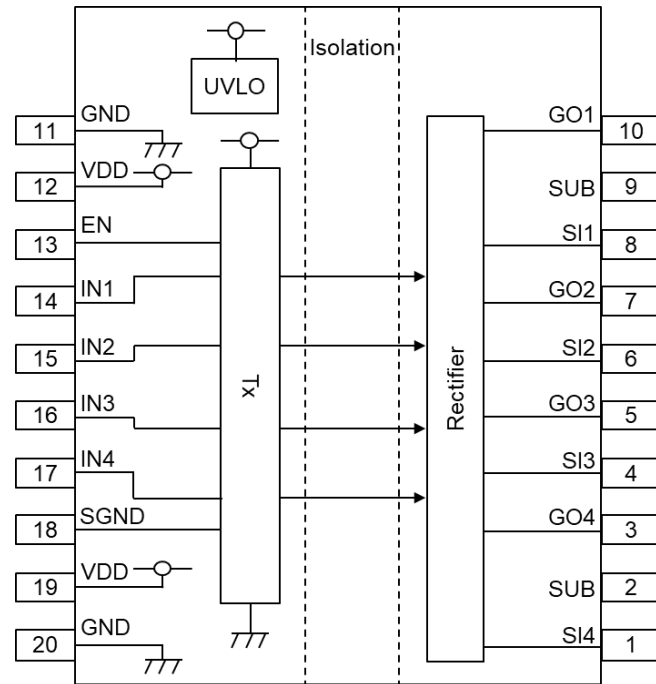 Isolation
UVLO
11 GND GO1 10
12 VDD SUB 9
13 EN SI1 8
14 IN1 GO2 7
15 IN2 SI2 6
Tx
Rectifier
16 IN3 GO3 5
17 IN4 SI3 4
18 SGND GO4 3
19 VDD SUB 2
20 GND SI4 1